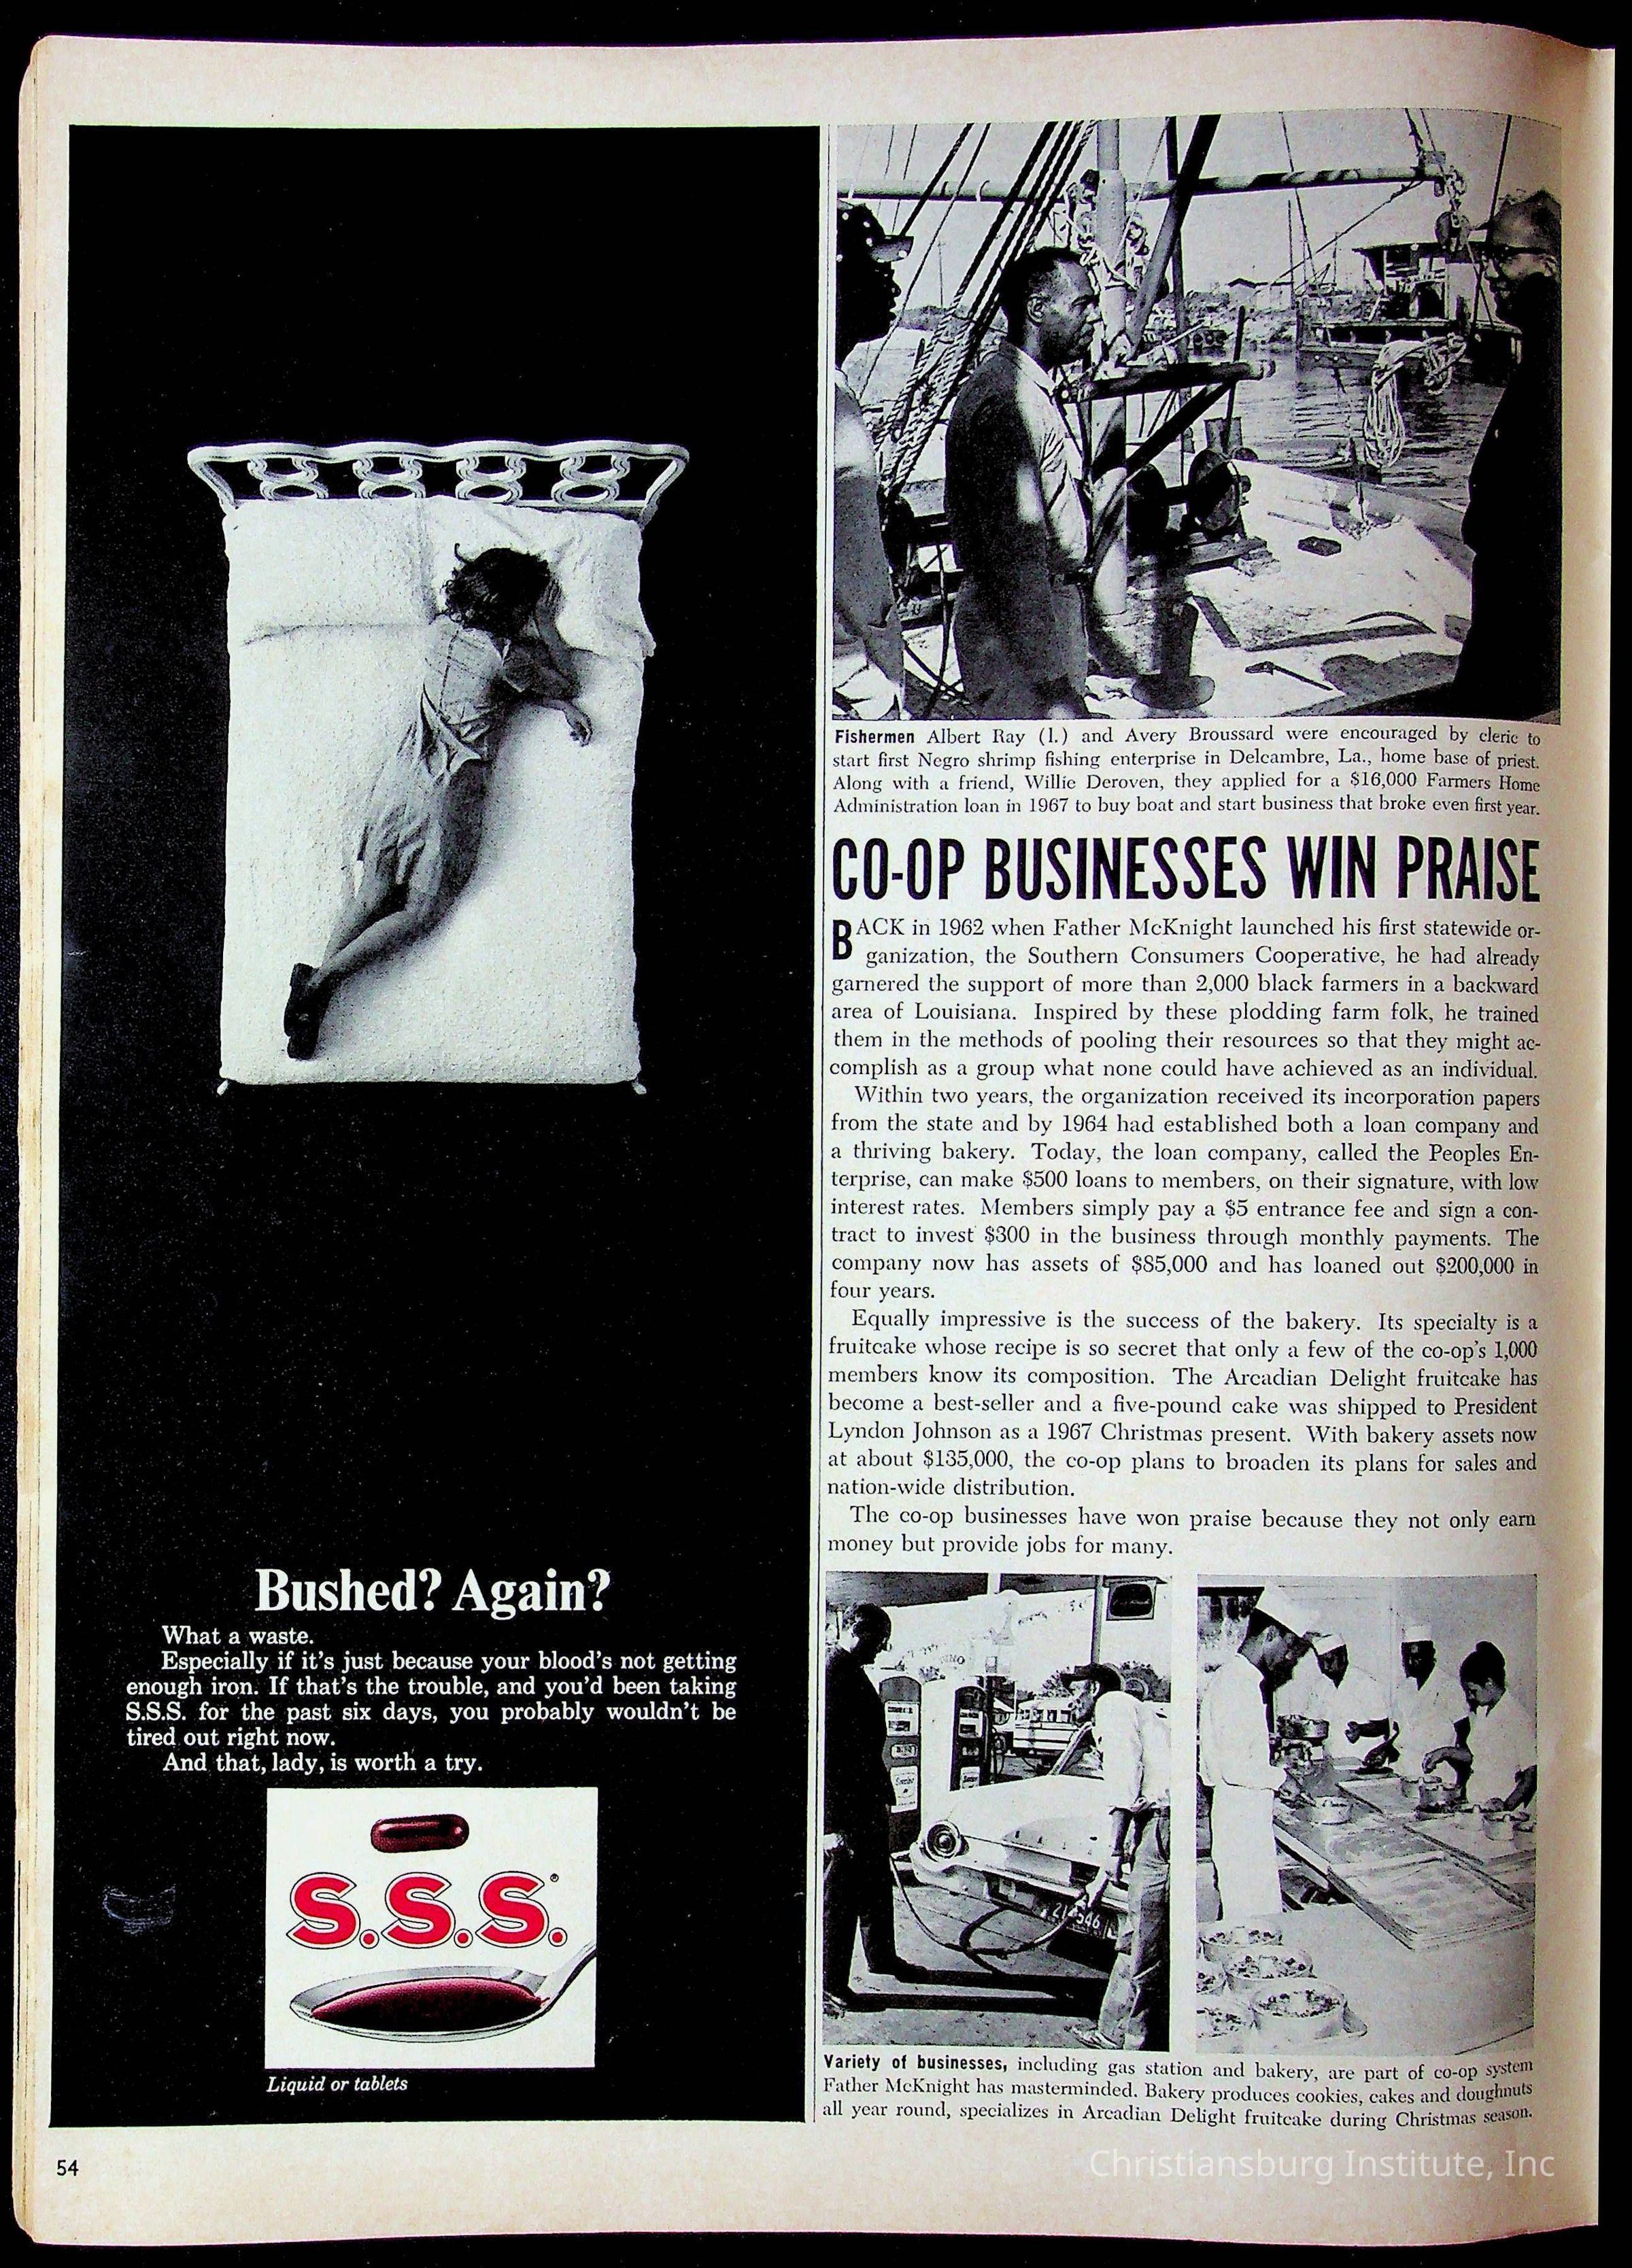 Bushed? Again?
What a waste.
Especially if it's just because your blood's not getting
enough iron. If that's the trouble, and you'd been taking
S.S.S. for the past six days, you probably wouldn't be
tired out right now.
And that, lady, is worth a try.
S.S.S.®
Liquid or tablets
54
Fishermen Albert Ray (l.) and Avery Broussard were encouraged by cleric to
start first Negro shrimp fishing enterprise in Delcambre, La., home base of priest.
Along with a friend, Willie Deroven, they applied for a $16,000 Farmers Home
Administration loan in 1967 to buy boat and start business that broke even first year.
CO-OP BUSINESSES WIN PRAISE
BACK in 1962 when Father McKnight launched his first statewide or-
ganization, the Southern Consumers Cooperative, he had already
garnered the support of more than 2,000 black farmers in a backward
area of Louisiana. Inspired by these plodding farm folk, he trained
them in the methods of pooling their resources so that they might ac-
complish as a group what none could have achieved as an individual.
Within two years, the organization received its incorporation papers
from the state and by 1964 had established both a loan company and
a thriving bakery. Today, the loan company, called the Peoples En-
terprise, can make $500 loans to members, on their signature, with low
interest rates. Members simply pay a $5 entrance fee and sign a con-
tract to invest $300 in the business through monthly payments. The
company now has assets of $85,000 and has loaned out $200,000 in
four years.
Equally impressive is the success of the bakery. Its specialty is a
fruitcake whose recipe is so secret that only a few of the co-op's 1,000
members know its composition. The Arcadian Delight fruitcake has
become a best-seller and a five-pound cake was shipped to President
Lyndon Johnson as a 1967 Christmas present. With bakery assets now
at about $135,000, the co-op plans to broaden its plans for sales and
nation-wide distribution.
The co-op businesses have won praise because they not only earn
money but provide jobs for many.
Variety of businesses, including gas station and bakery, are part of co-op system
Father McKnight has masterminded. Bakery produces cookies, cakes and doughnuts
all year round, specializes in Arcadian Delight fruitcake during Christmas season.
Christiansburg Institute, Inc